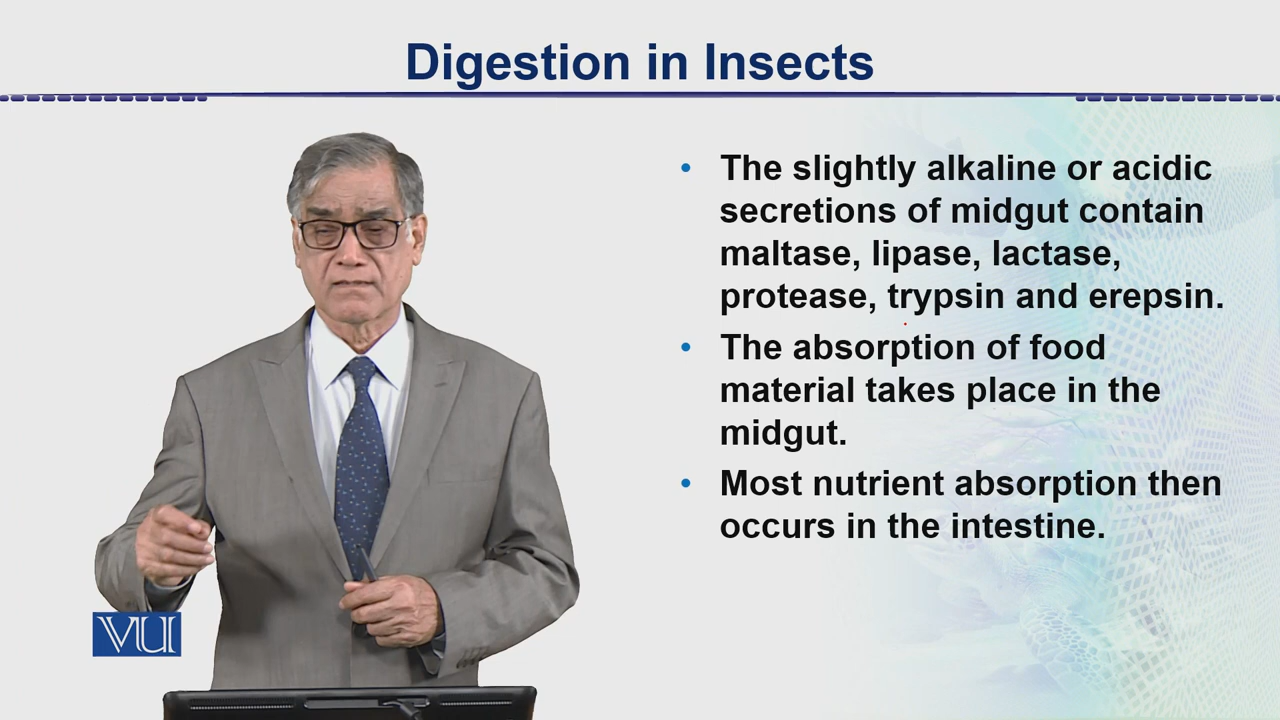 Digestion in Insects
• The slightly alkaline or acidic
secretions of midgut contain
maltase, lipase, lactase,
protease, trypsin and erepsin.
• The absorption of food
material takes place in the
midgut.
• Most nutrient absorption then
occurs in the intestine.
VU